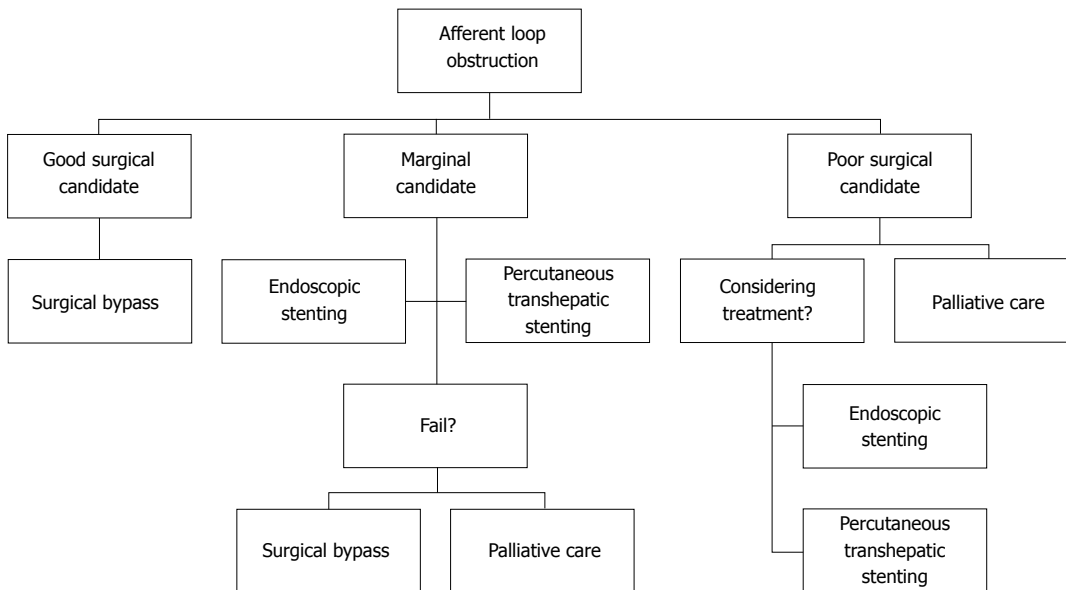 Afferent loop
obstruction
Good surgical
candidate
Marginal
candidate
Poor surgical
candidate
Surgical bypass
Endoscopic
stenting
Percutaneous
transhepatic
stenting
Considering
treatment?
Palliative care
Fail?
Surgical bypass
Palliative care
Endoscopic
stenting
Percutaneous
transhepatic
stenting